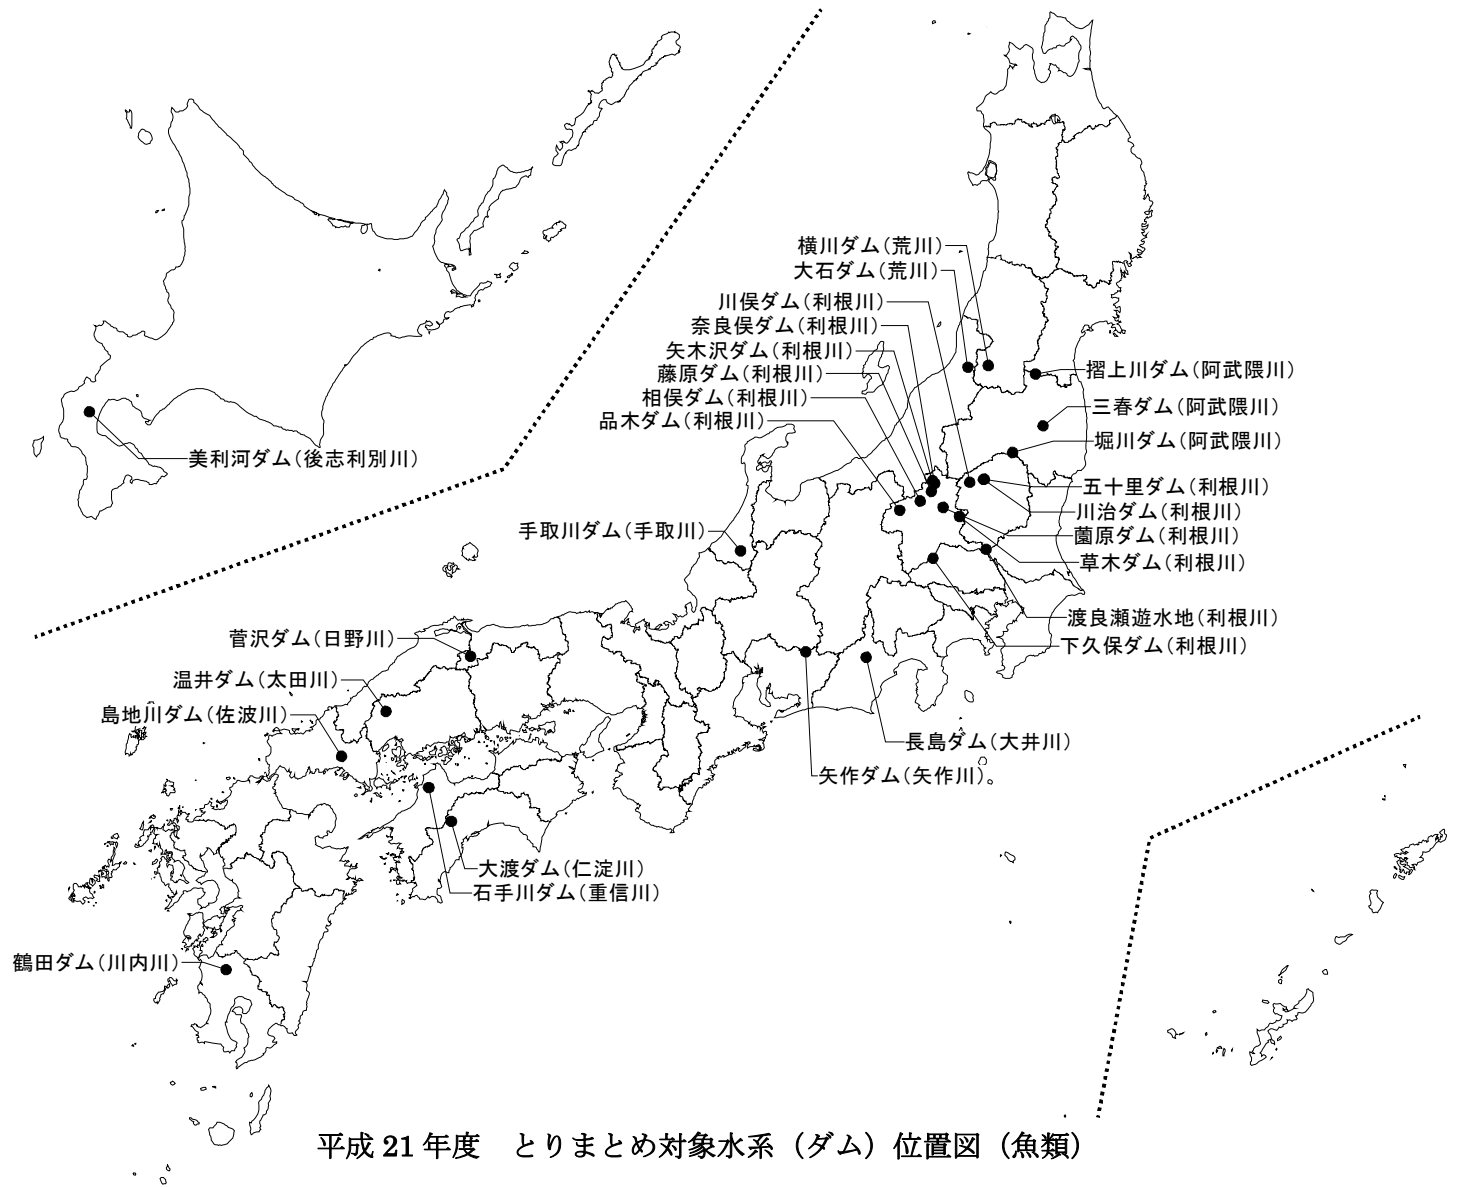 横川ダム（荒川）
大石ダム（荒川）
川俣ダム（利根川）
奈良俣ダム（利根川）
矢木沢ダム（利根川）
藤原ダム（利根川）
相俣ダム（利根川）
品木ダム（利根川）
摺上川ダム（阿武隈川）
三春ダム（阿武隈川）
堀川ダム（阿武隈川）
美利河ダム（後志利別川）
五十里ダム（利根川）
川治ダム（利根川）
薗原ダム（利根川）
草木ダム（利根川）
手取川ダム（手取川）
渡良瀬遊水地（利根川）
下久保ダム（利根川）
菅沢ダム（日野川）
温井ダム（太田川）
島地川ダム（佐波川）
長島ダム（大井川）
矢作ダム（矢作川）。
大渡ダム（仁淀川）
石手川ダム（重信川）
鶴田ダム（川内川）
平成 21 年度　とりまとめ対象水系（ダム）位置図（魚類）